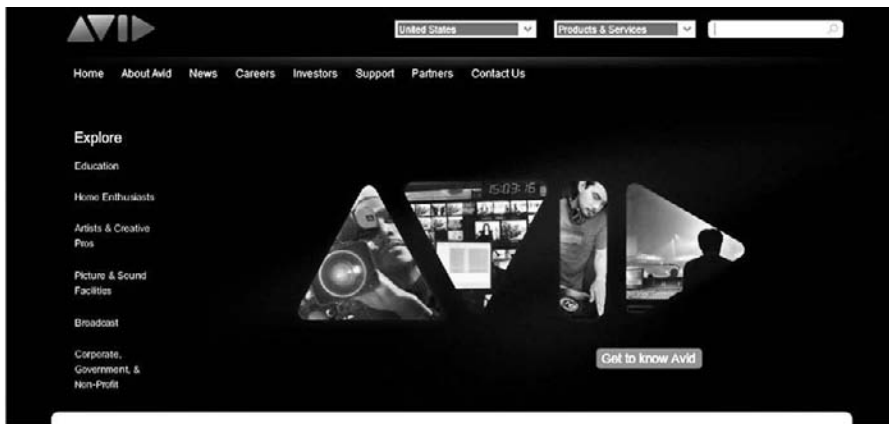 AVID
United States
Products & Services
Home About Avid News Careers Investors Support Partners Contact Us
Explore
Education
Home Enthusiasts
Artists & Creative
Pros
Picture & Sound
Facilities
Broadcast
Corporate,
Government, &
Non-Profit
15:03:16
AVID
Get to know Avid